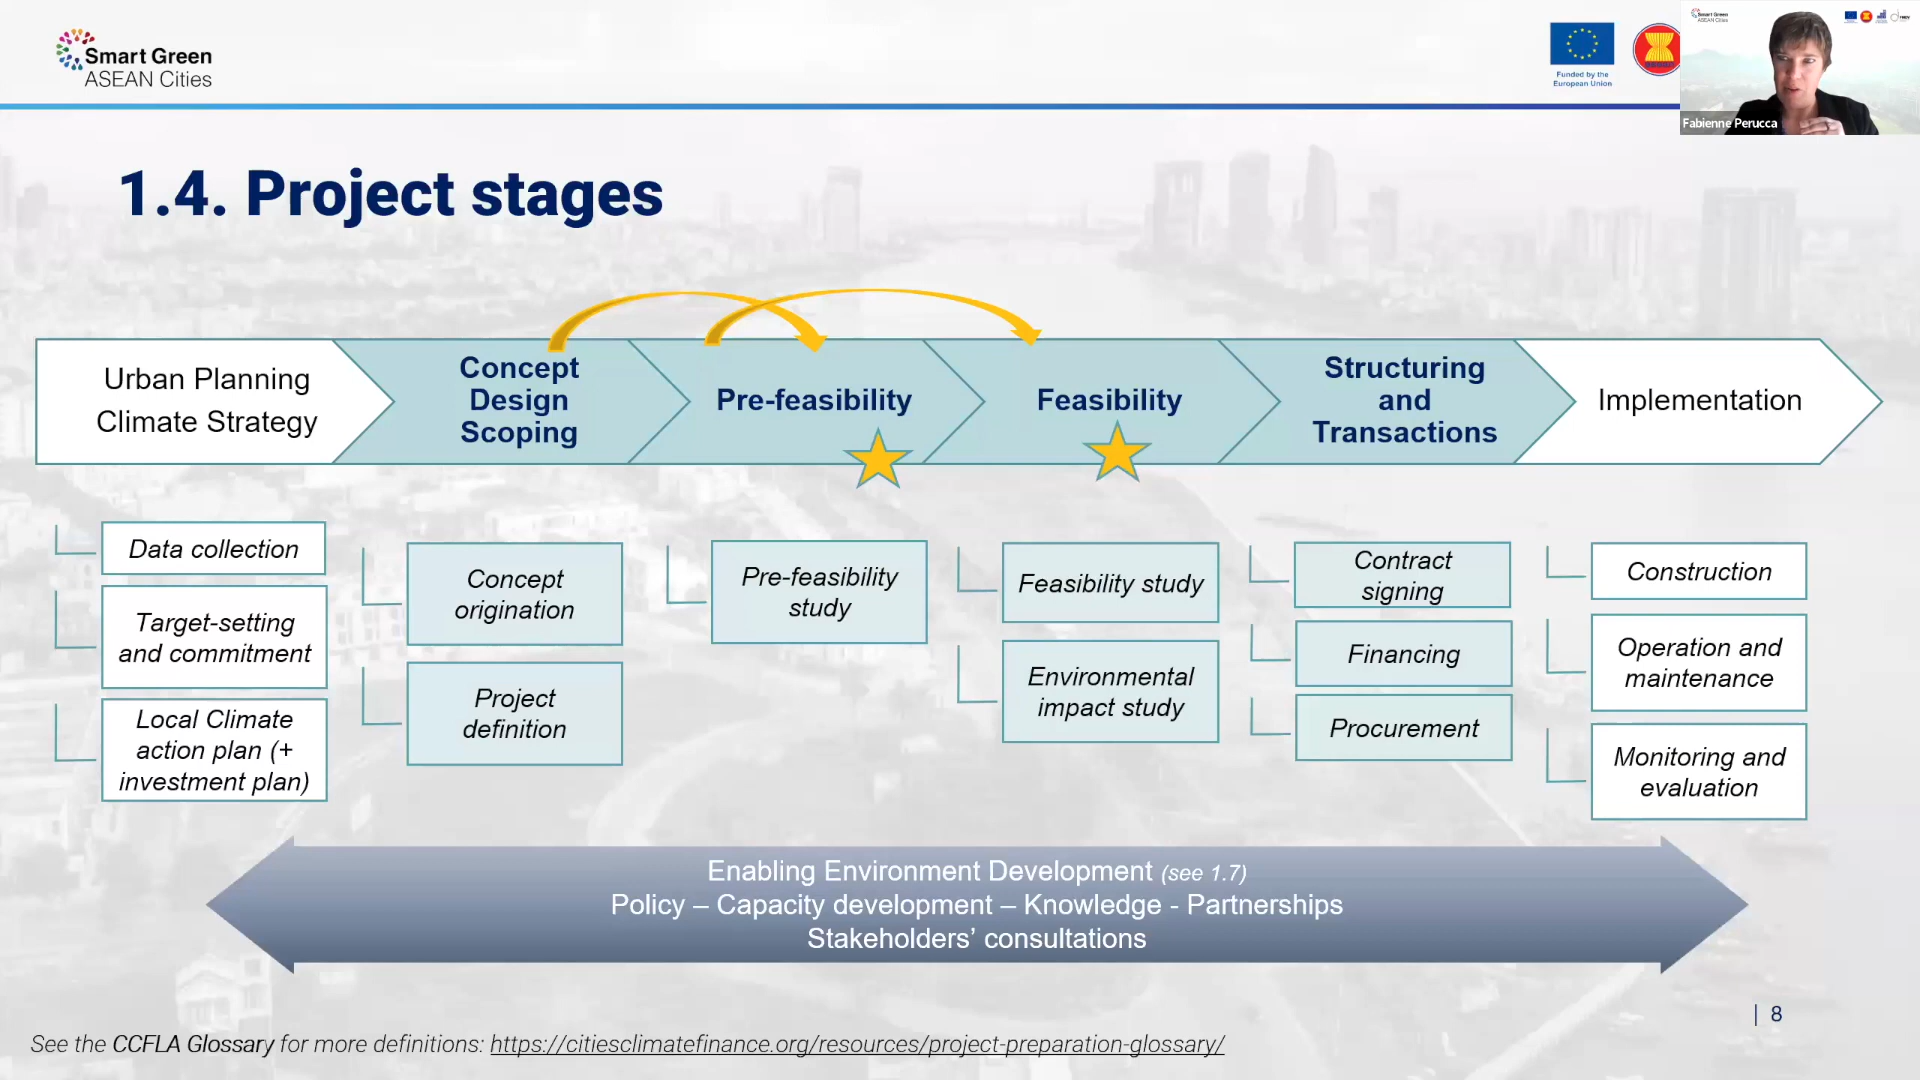 Smart Green
ASEAN Cities
Funded by the
European Union
Smart Green
ASEAN Cities
Fabienne Perucca
1.4. Project stages
Urban Planning
Climate Strategy
Concept
Design
Scoping
Pre-feasibility
Feasibility
Structuring
and
Transactions
Implementation
Data collection
Target-setting
and commitment
Local Climate
action plan (+
investment plan)
Concept
origination
Project
definition
Pre-feasibility
study
Feasibility study
Environmental
impact study
Contract
signing
Financing
Procurement
Construction
Operation and
maintenance
Monitoring and
evaluation
Enabling Environment Development (see 1.7)
Policy – Capacity development – Knowledge - Partnerships
Stakeholders’ consultations
| 8
See the CCFLA Glossary for more definitions: https://citiesclimatefinance.org/resources/project-preparation-glossary/